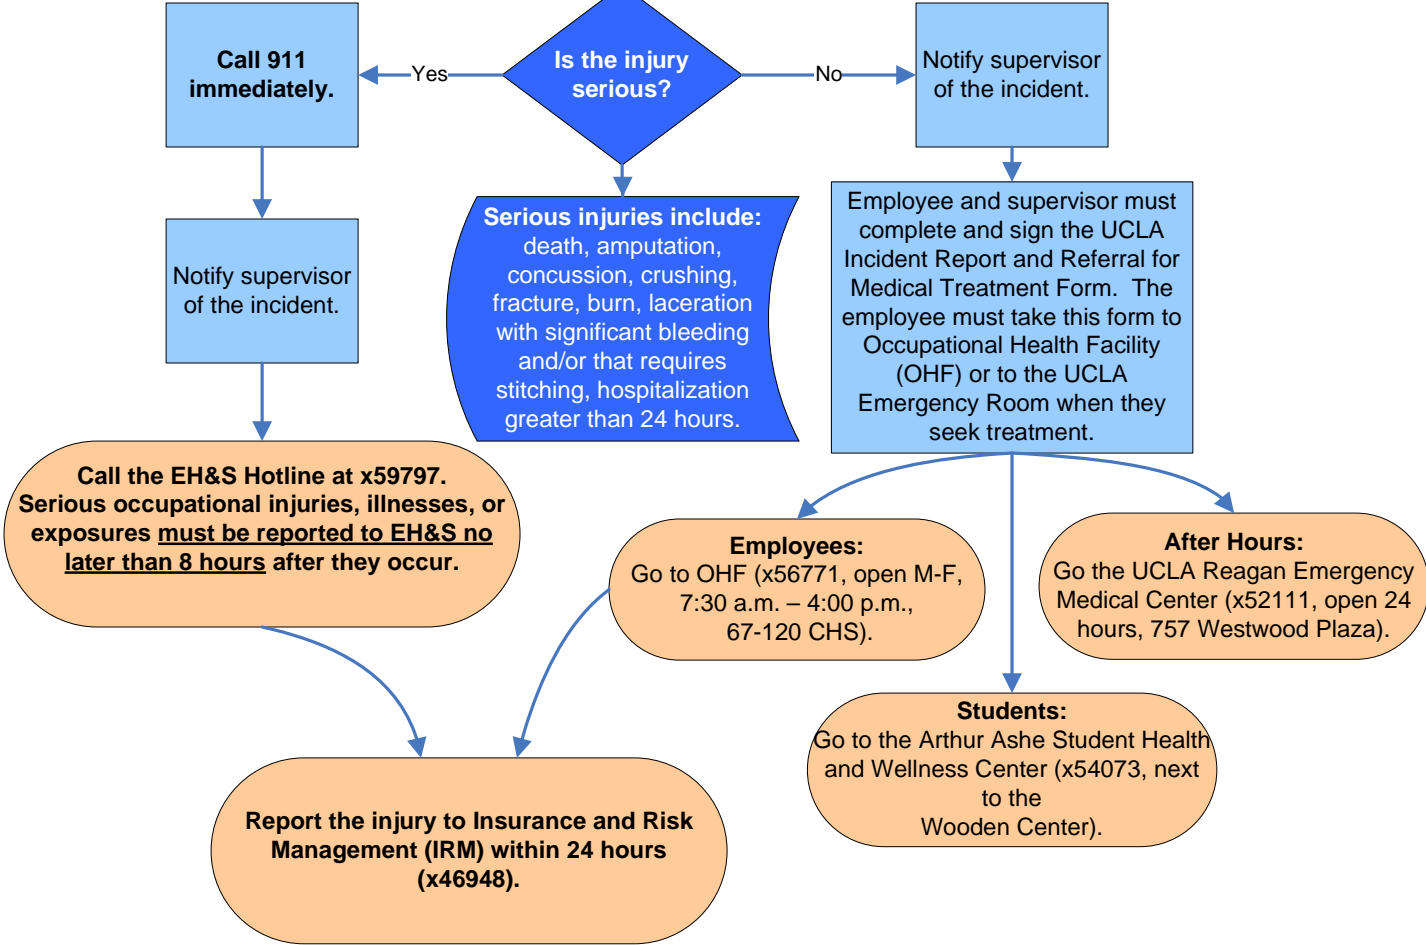 Call 911
immediately.
Yes
Is the injury
serious?
No
Notify supervisor
of the incident.
Notify supervisor
of the incident.
Serious injuries include:
death, amputation,
concussion, crushing,
fracture, burn, laceration
with significant bleeding
and/or that requires
stitching, hospitalization
greater than 24 hours.
Employee and supervisor must
complete and sign the UCLA
Incident Report and Referral for
Medical Treatment Form.  The
employee must take this form to
Occupational Health Facility
(OHF) or to the UCLA
Emergency Room when they
seek treatment.
Call the EH&S Hotline at x59797.
Serious occupational injuries, illnesses, or
exposures must be reported to EH&S no
later than 8 hours after they occur.
Employees:
Go to OHF (x56771, open M-F,
7:30 a.m. – 4:00 p.m.,
67-120 CHS).
After Hours:
Go the UCLA Reagan Emergency
Medical Center (x52111, open 24
hours, 757 Westwood Plaza).
Students:
Go to the Arthur Ashe Student Health
and Wellness Center (x54073, next
to the
Wooden Center).
Report the injury to Insurance and Risk
Management (IRM) within 24 hours
(x46948).